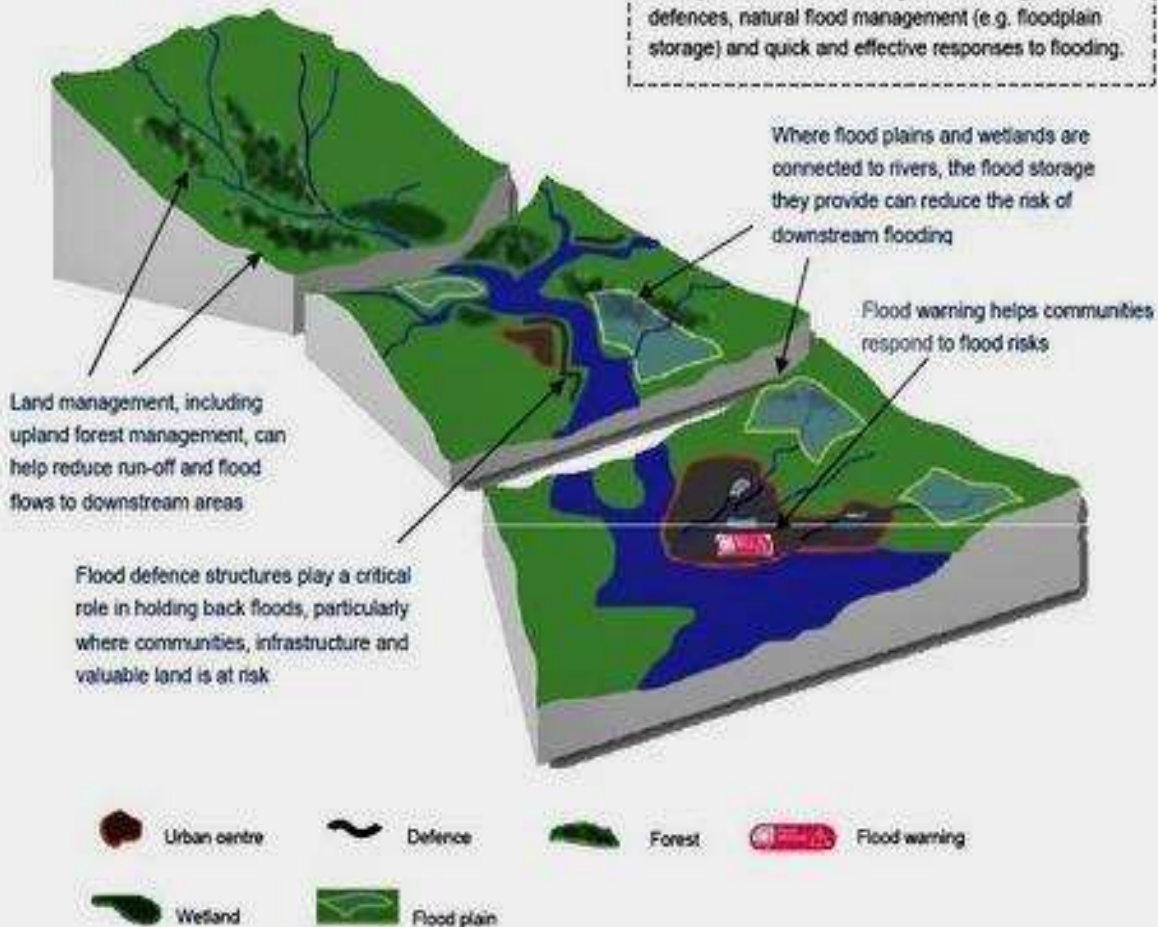 defences, natural flood management (e.g. floodplain
storage) and quick and effective responses to flooding.
Where flood plains and wetlands are
connected to rivers, the flood storage
they provide can reduce the risk of
downstream flooding
Flood warning helps communities
respond to flood risks
Land management, including
upland forest management, can
help reduce run-off and flood
flows to downstream areas
Flood defence structures play a critical
role in holding back floods, particularly
where communities, infrastructure and
valuable land is at risk
Urban centre
Defence
Forest
Flood warning
Wetland
Flood plain